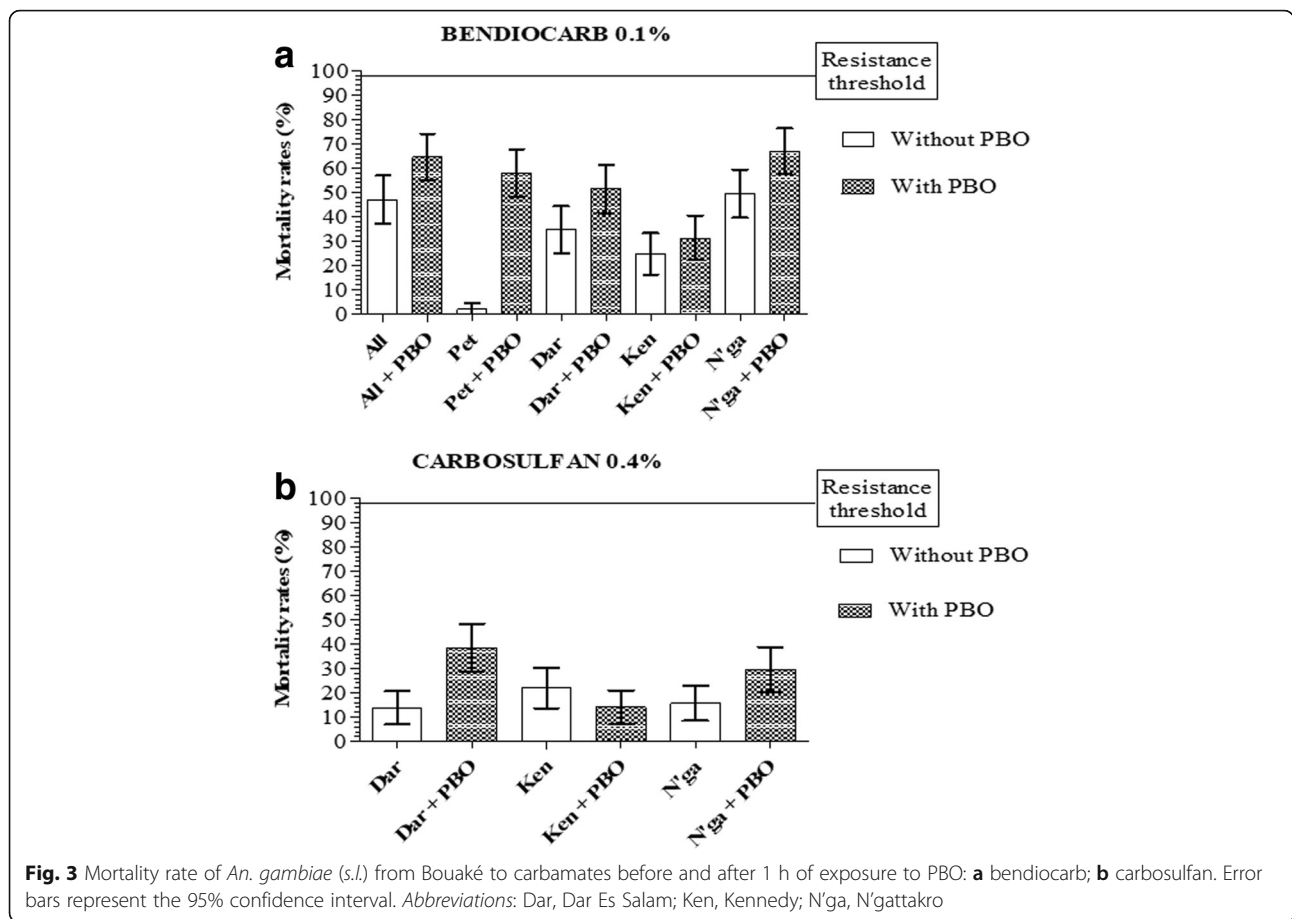 BENDIOCARB 0.1%
a
Resistance
threshold
Mortality rates (%)
100
90
80
70
60
50
40
30
20
10
0
Without PBO
With PBO
All
All + PBO
Pet
Pet + PBO
Dar
Dar + PBO
Ken
Ken + PBO
N'ga
N'ga + PBO
CARBOSULFAN 0.4%
b
Resistance
threshold
Mortality rates (%)
100
90
80
70
60
50
40
30
20
10
0
Without PBO
With PBO
Dar
Dar + PBO
Ken
Ken + PBO
N'ga
N'ga + PBO
Fig. 3 Mortality rate of An. gambiae (s.l.) from Bouaké to carbamates before and after 1 h of exposure to PBO: a bendiocarb; b carbosulfan. Error
bars represent the 95% confidence interval. Abbreviations: Dar, Dar Es Salam; Ken, Kennedy; N'ga, N'gattakro